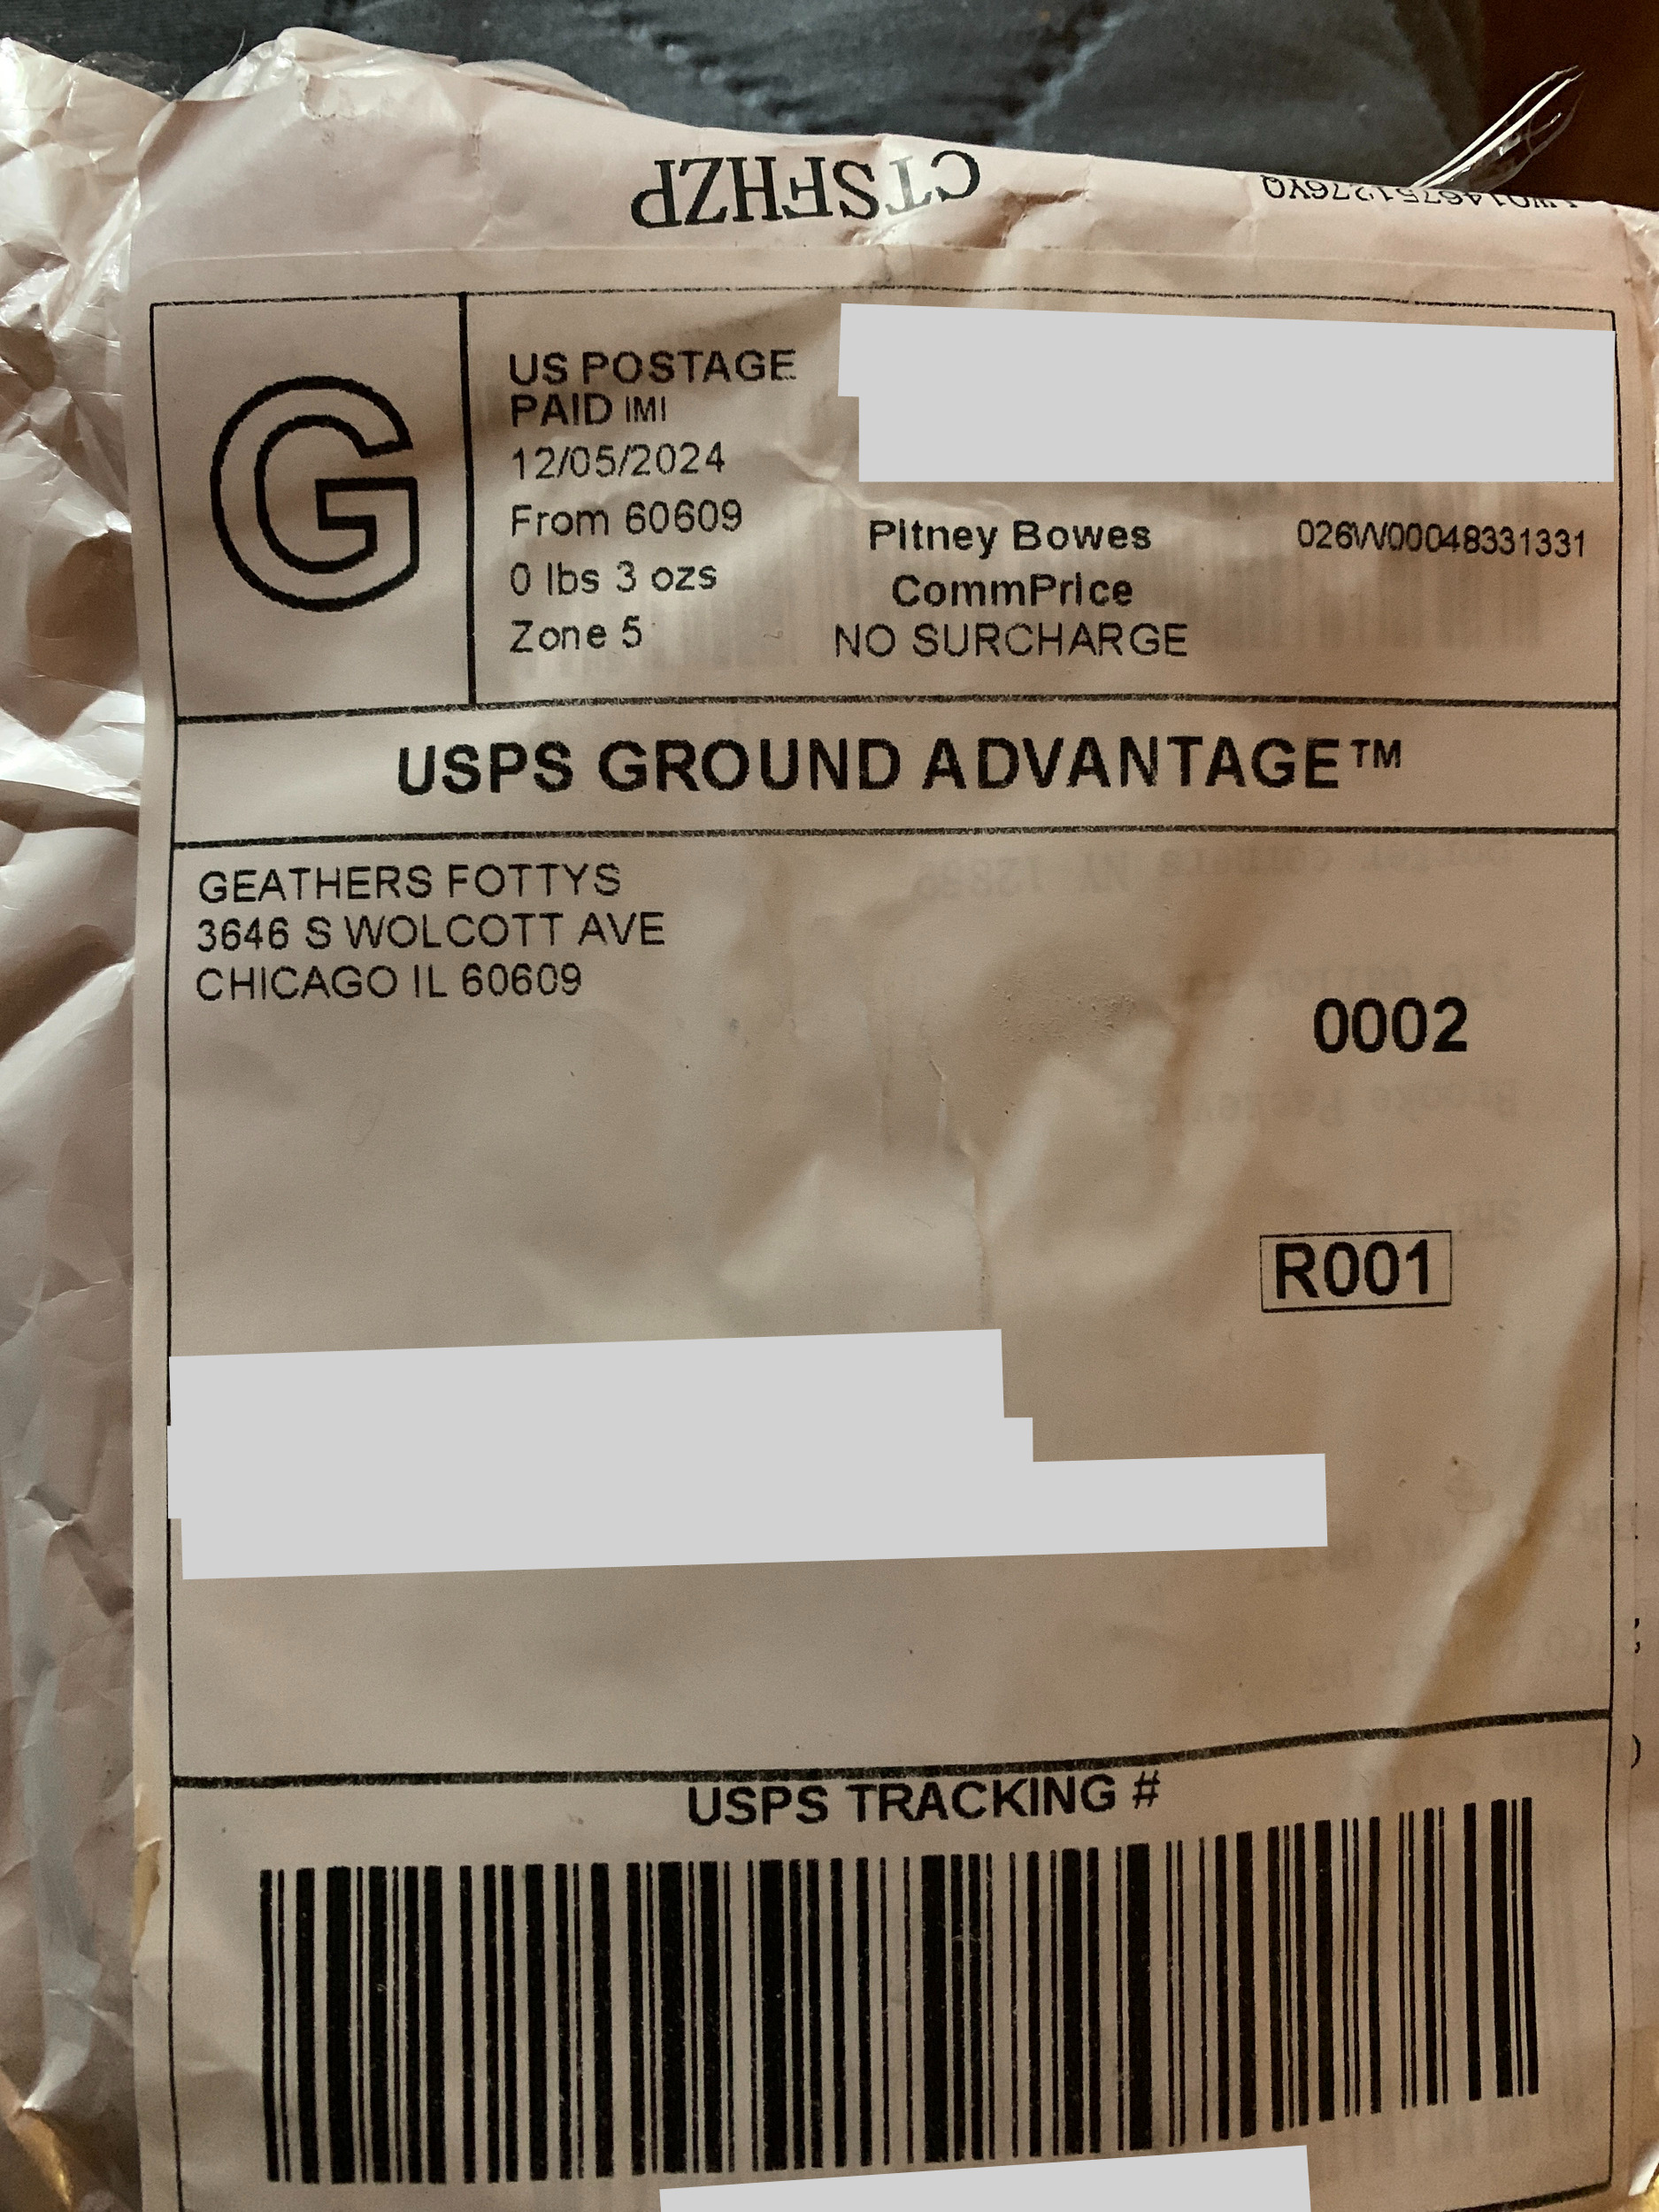 CTSFHZP
G
US POSTAGE
PAID IMI
12/05/2024
From 60609
0 lbs 3 ozs
Zone 5
Pitney Bowes
026W00048331331
CommPrice
NO SURCHARGE
USPS GROUND ADVANTAGE™
GEATHERS FOTTYS
3646 S WOLCOTT AVE
CHICAGO IL 60609
0002
R001
USPS TRACKING #